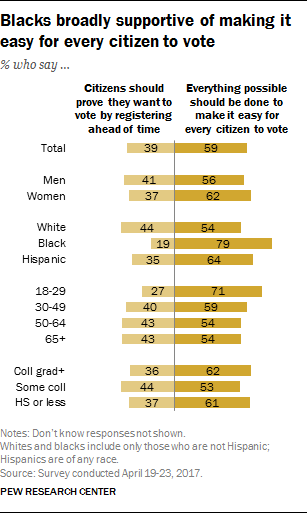 Blacks broadly supportive of making it
easy for every citizen to vote
% who say ...
Citizens should
prove they want to
vote by registering
ahead of time
Everything possible
should be done to
make it easy for
every citizen to vote
Total 39 59
Men 41 56
Women 37 62
White 44 54
Black 19 79
Hispanic 35 64
18-29 27 71
30-49 40 59
50-64 43 54
65+ 43 54
Coll grad+ 36 62
Some coll 44 53
HS or less 37 61
Notes: Don't know responses not shown.
Whites and blacks include only those who are not Hispanic;
Hispanics are of any race.
Source: Survey conducted April 19-23, 2017.
PEW RESEARCH CENTER